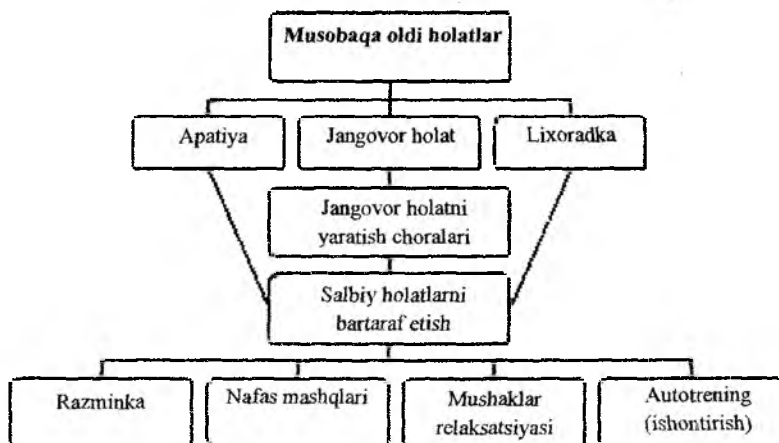 Musobaqa oldi holatlar
Apatiya
Jangovor holat
Lixoradka
Jangovor holatni
yaratish choralari
Salbiy holatlarni
bartaraf etish
Razminka
Nafas mashqlari
Mushaklar
relaksatsiyasi
Autotrening
(ishontirish)